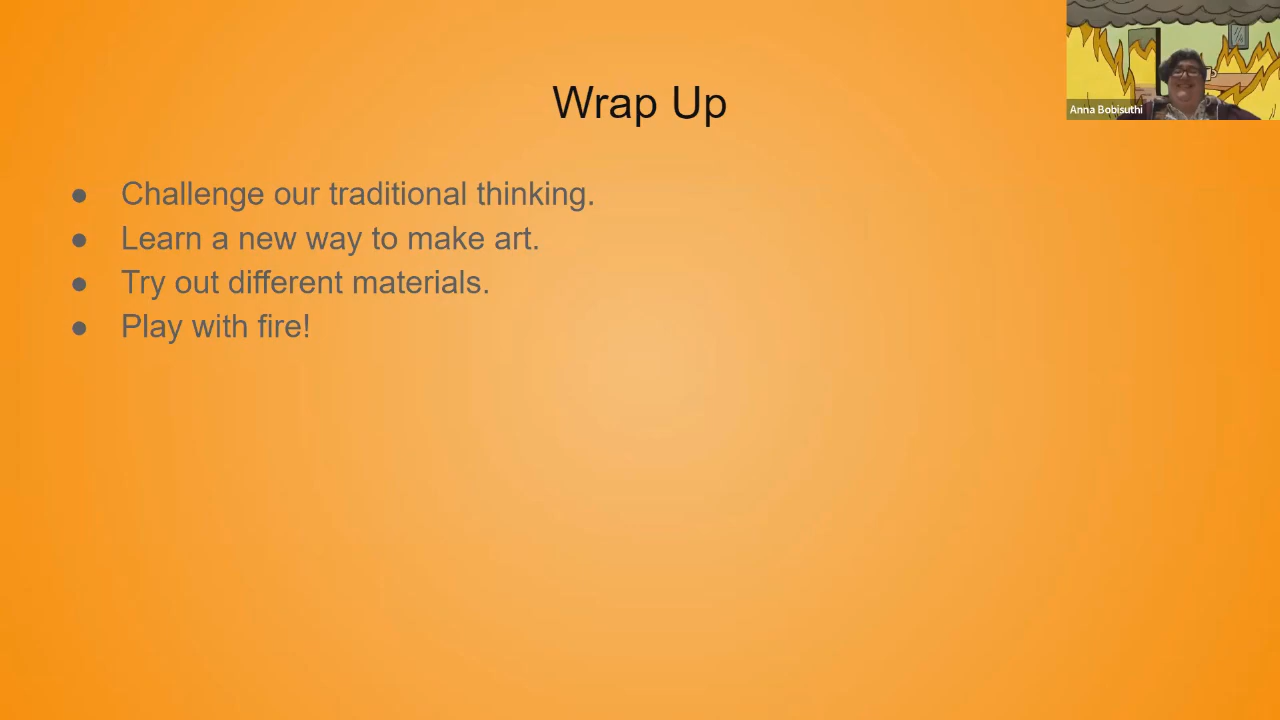 Wrap Up
Anna Bobisuthi
● Challenge our traditional thinking.
● Learn a new way to make art.
● Try out different materials.
● Play with fire!